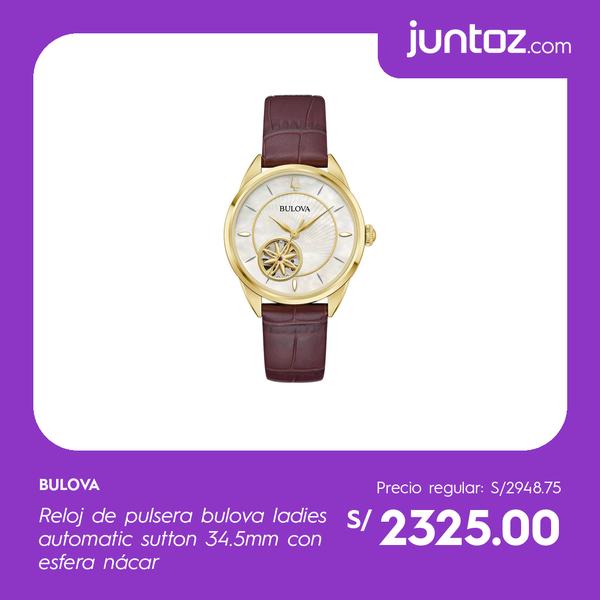 juntoz.com
BULOVA
BULOVA
Precio regular: S/2948.75
Reloj de pulsera bulova ladies
automatic sutton 34.5mm con
esfera nácar
S/ 2325.00